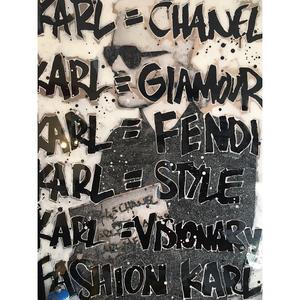 KARL = CHANEL
KARL = GLAMOUR
KARL = FENDI
KARL = STYLE
KARL = VISIONARY
FASHION KARL